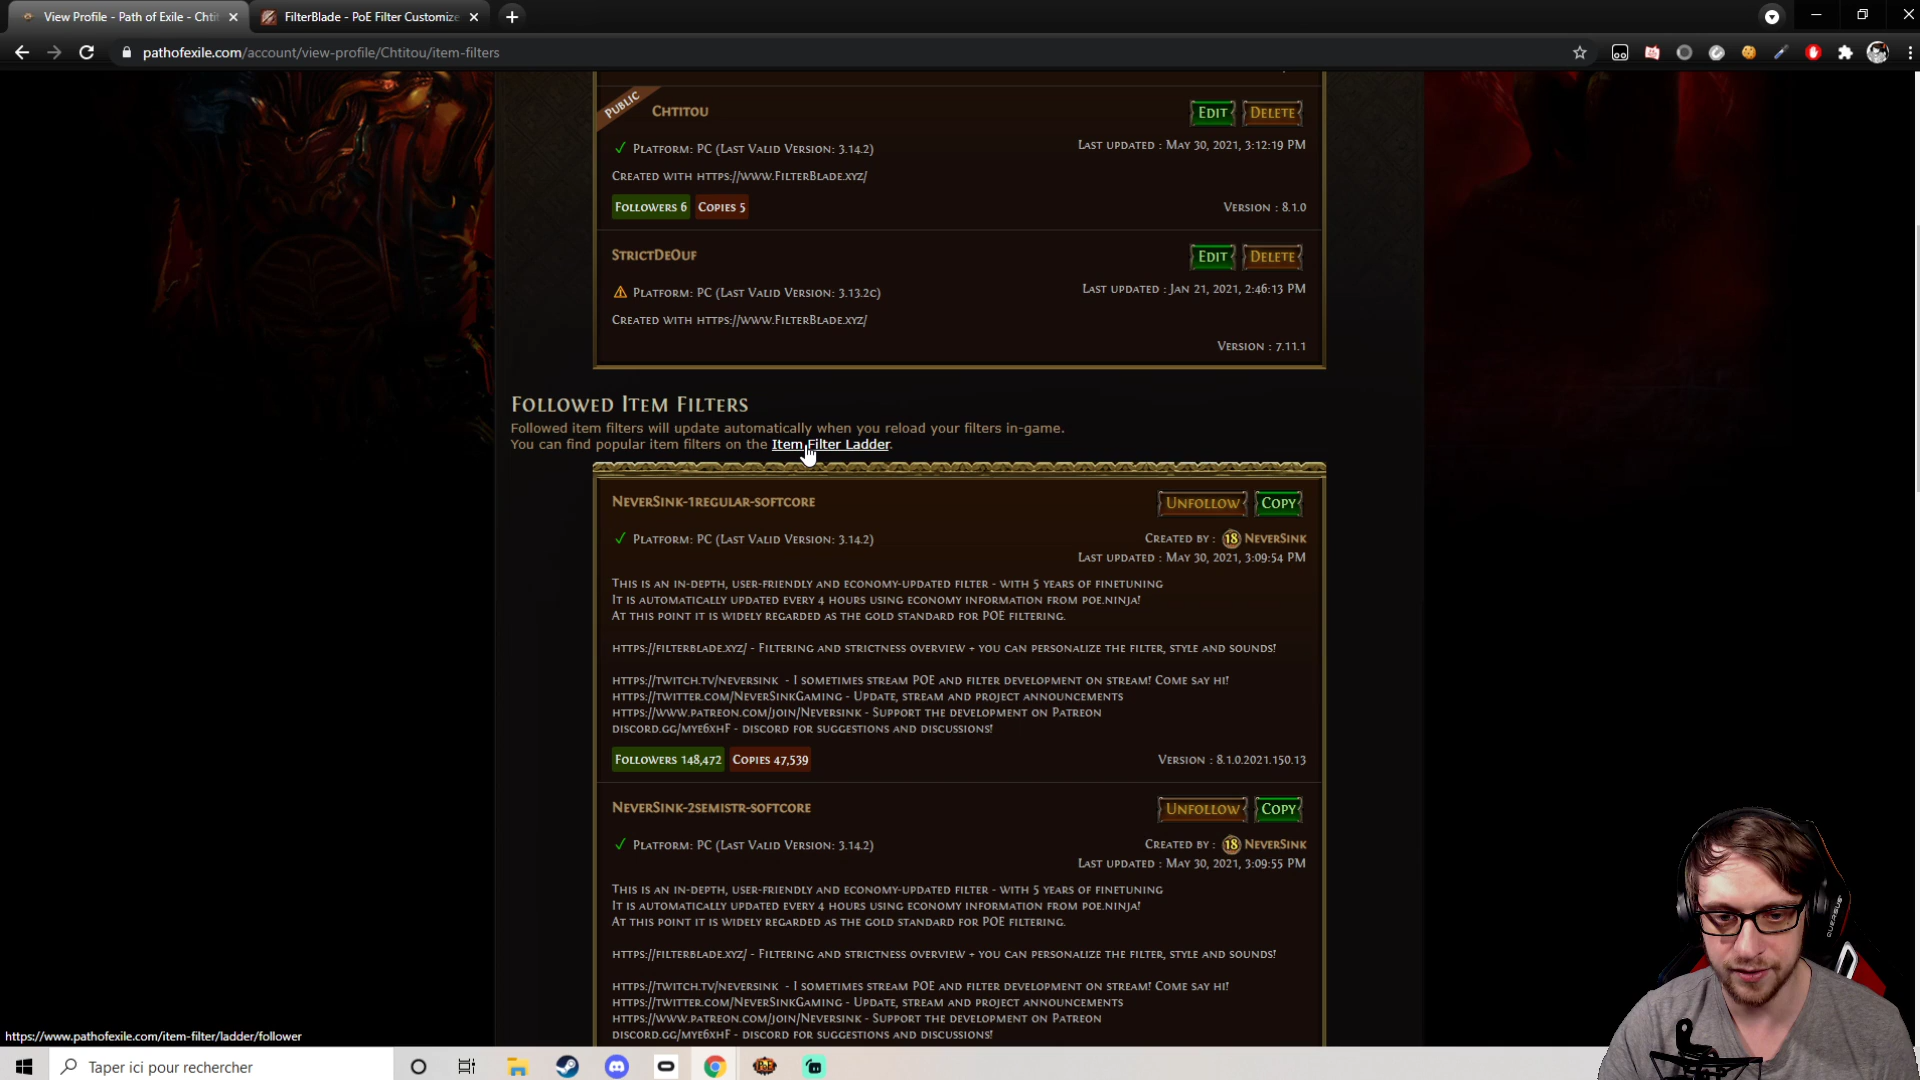 View Profile - Path of Exile - Chtit
FilterBlade - PoE Filter Customize
pathofexile.com/account/view-profile/Chtitou/item-filters
PUBLIC
Chtitou
Edit
Delete
Platform: PC (Last Valid Version: 3.14.2)
Last updated : May 30, 2021, 3:12:19 PM
Created with https://www.FilterBlade.xyz/
Followers 6
Copies 5
Version : 8.1.0
StrictDeOuf
Edit
Delete
Platform: PC (Last Valid Version: 3.13.2c)
Last updated : Jan 21, 2021, 2:46:13 PM
Created with https://www.FilterBlade.xyz/
Version : 7.11.1
Followed Item Filters
Followed item filters will update automatically when you reload your filters in-game.
You can find popular item filters on the Item Filter Ladder.
NeverSink-1regular-softcore
Unfollow
Copy
Platform: PC (Last Valid Version: 3.14.2)
Created by : 18 NeverSink
Last updated : May 30, 2021, 3:09:54 PM
This is an in-depth, user-friendly and economy-updated filter - with 5 years of finetuning
It is automatically updated every 4 hours using economy information from poe.ninja!
At this point it is widely regarded as the gold standard for POE filtering.
https://filterblade.xyz/ - Filtering and strictness overview + you can personalize the filter, style and sounds!
https://twitch.tv/neversink - I sometimes stream POE and filter development on stream! Come say hi!
https://twitter.com/NeverSinkGaming - Update, stream and project announcements
https://www.patreon.com/join/Neversink - Support the development on Patreon
discord.gg/mye6xhF - discord for suggestions and discussions!
Followers 148,472
Copies 47,539
Version : 8.1.0.2021.150.13
NeverSink-2semistr-softcore
Unfollow
Copy
Platform: PC (Last Valid Version: 3.14.2)
Created by : 18 NeverSink
Last updated : May 30, 2021, 3:09:55 PM
This is an in-depth, user-friendly and economy-updated filter - with 5 years of finetuning
It is automatically updated every 4 hours using economy information from poe.ninja!
At this point it is widely regarded as the gold standard for POE filtering.
https://filterblade.xyz/ - Filtering and strictness overview + you can personalize the filter, style and sounds!
https://twitch.tv/neversink - I sometimes stream POE and filter development on stream! Come say hi!
https://twitter.com/NeverSinkGaming - Update, stream and project announcements
https://www.patreon.com/join/Neversink - Support the development on Patreon
discord.gg/mye6xhF - discord for suggestions and discussions!
https://www.pathofexile.com/item-filter/ladder/follower
Taper ici pour rechercher